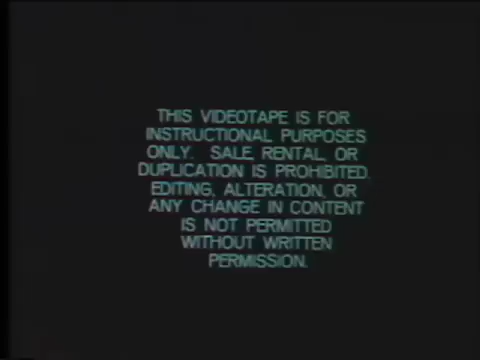 THIS VIDEOTAPE IS FOR
INSTRUCTIONAL PURPOSES
ONLY. SALE, RENTAL, OR
DUPLICATION IS PROHIBITED.
EDITING, ALTERATION, OR
ANY CHANGE IN CONTENT
IS NOT PERMITTED
WITHOUT WRITTEN
PERMISSION.